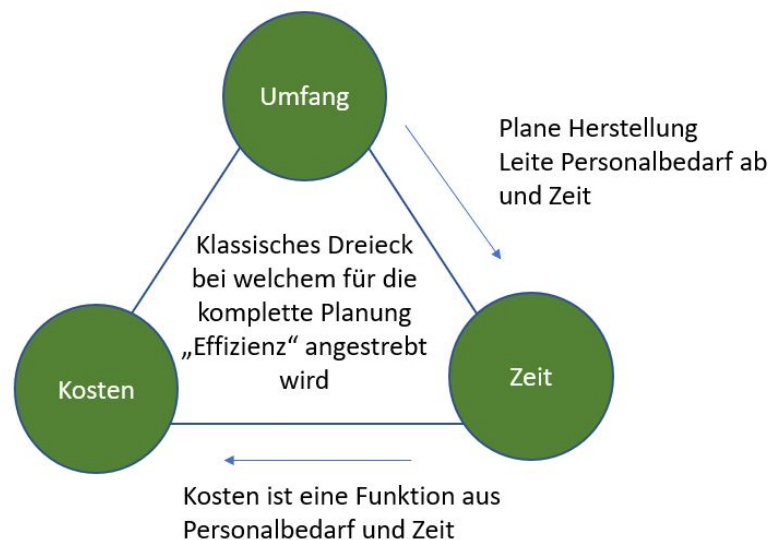 Umfang
Plane Herstellung
Leite Personalbedarf ab
und Zeit
Klassisches Dreieck
bei welchem für die
komplette Planung
„Effizienz“ angestrebt
wird
Kosten
Zeit
Kosten ist eine Funktion aus
Personalbedarf und Zeit